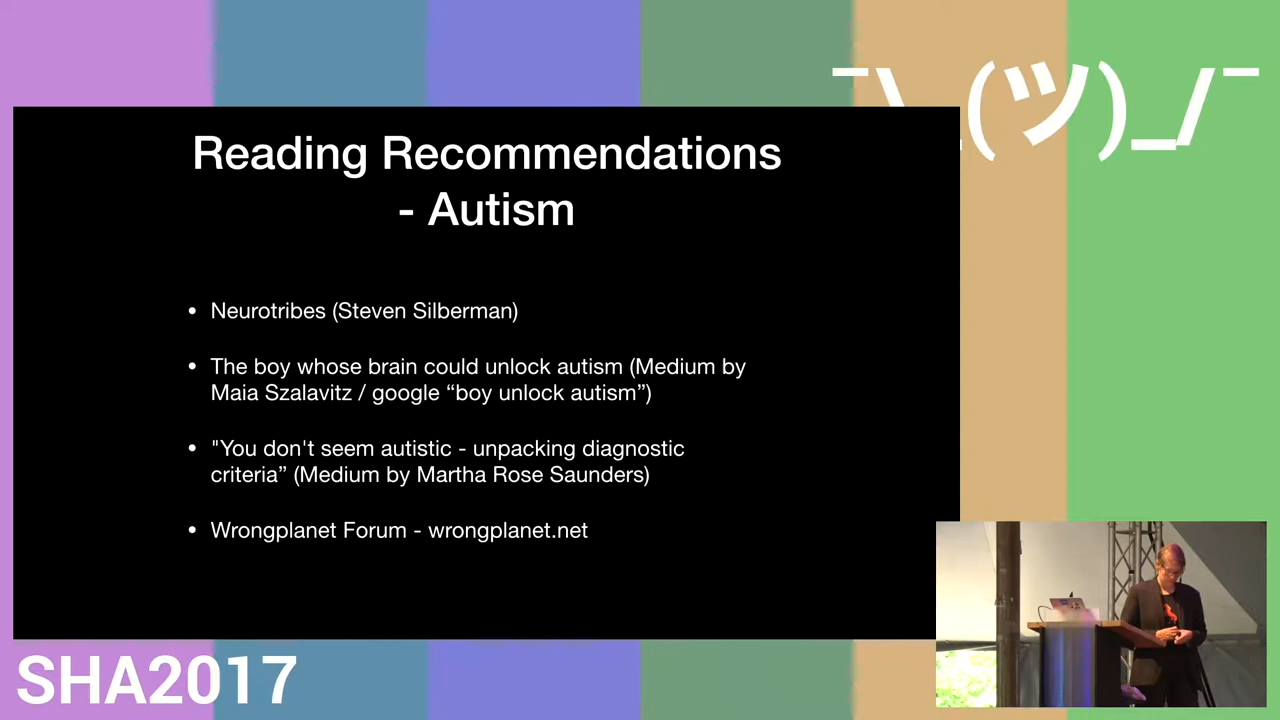 ¯\_(ツ)_/¯
Reading Recommendations
- Autism
• Neurotribes (Steven Silberman)
• The boy whose brain could unlock autism (Medium by
Maia Szalavitz / google “boy unlock autism”)
• "You don't seem autistic - unpacking diagnostic
criteria” (Medium by Martha Rose Saunders)
• Wrongplanet Forum - wrongplanet.net
SHA2017